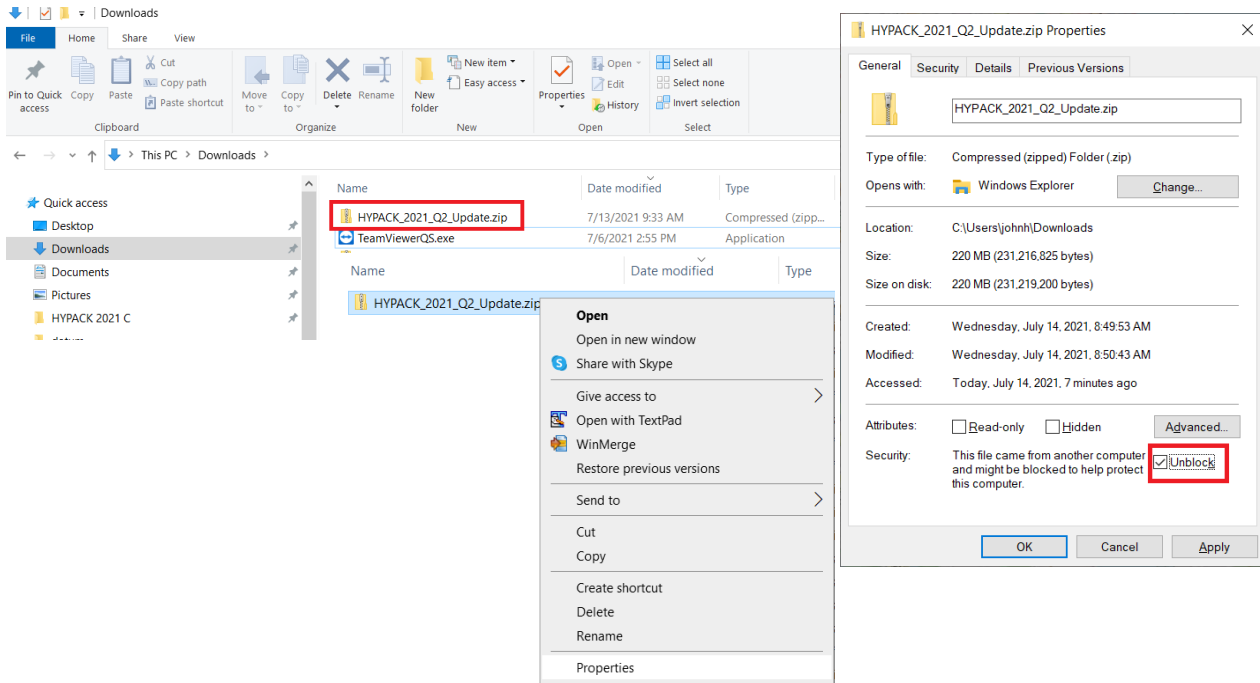 Downloads
File Home Share View
Pin to Quick access
Copy
Paste
Cut
Copy path
Paste shortcut
Clipboard
Move to
Copy to
Delete
Rename
Organize
New folder
New item
Easy access
New
Properties
Open
Edit
History
Open
Select all
Select none
Invert selection
Select
This PC > Downloads >
Quick access
Desktop
Downloads
Documents
Pictures
HYPACK 2021 C
Name Date modified Type
HYPACK_2021_Q2_Update.zip 7/13/2021 9:33 AM Compressed (zipp...
TeamViewerQS.exe 7/6/2021 2:55 PM Application
Name Date modified Type
HYPACK_2021_Q2_Update.zip
Open
Open in new window
Share with Skype
Give access to
Open with TextPad
WinMerge
Restore previous versions
Send to
Cut
Copy
Create shortcut
Delete
Rename
Properties
HYPACK_2021_Q2_Update.zip Properties
General Security Details Previous Versions
HYPACK_2021_Q2_Update.zip
Type of file: Compressed (zipped) Folder (.zip)
Opens with: Windows Explorer Change...
Location: C:\Users\johnh\Downloads
Size: 220 MB (231,216,825 bytes)
Size on disk: 220 MB (231,219,200 bytes)
Created: Wednesday, July 14, 2021, 8:49:53 AM
Modified: Wednesday, July 14, 2021, 8:50:43 AM
Accessed: Today, July 14, 2021, 7 minutes ago
Attributes: Read-only Hidden Advanced...
Security: This file came from another computer
and might be blocked to help protect
this computer.
Unblock
OK Cancel Apply